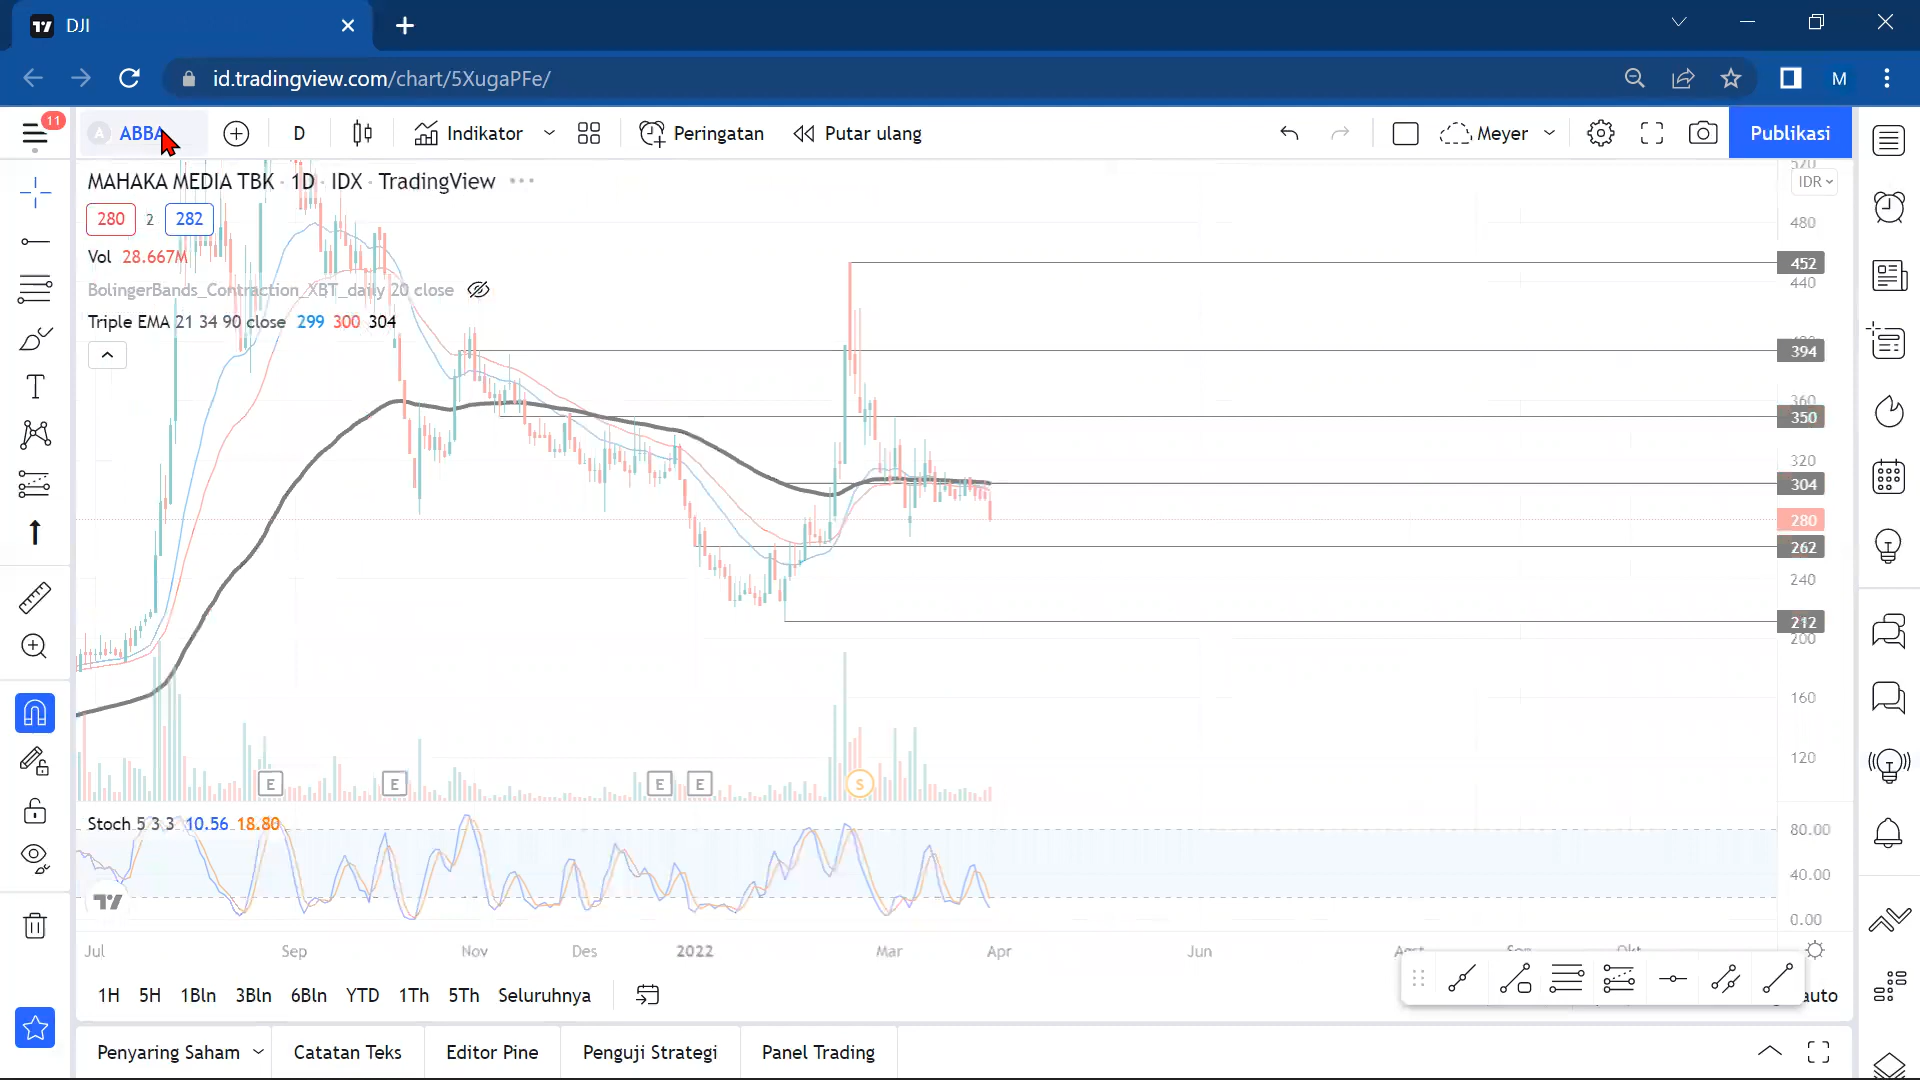 DJI
id.tradingview.com/chart/5XugaPFe/
M
11
A ABBA D Indikator Peringatan Putar ulang Meyer Publikasi
MAHAKA MEDIA TBK · 1D · IDX · TradingView
IDR
280 2 282
Vol 28.667M
BolingerBands_Contraction_XBT_daily 20 close
Triple EMA 21 34 90 close 299 300 304
520
480
452
440
394
360
350
320
304
280
262
240
212
200
160
120
E E E E S
Stoch 5 3 3 10.56 18.80
80.00
40.00
0.00
Jul Sep Nov Des 2022 Mar Apr Jun
1H 5H 1Bln 3Bln 6Bln YTD 1Th 5Th Seluruhnya auto
Penyaring Saham Catatan Teks Editor Pine Penguji Strategi Panel Trading